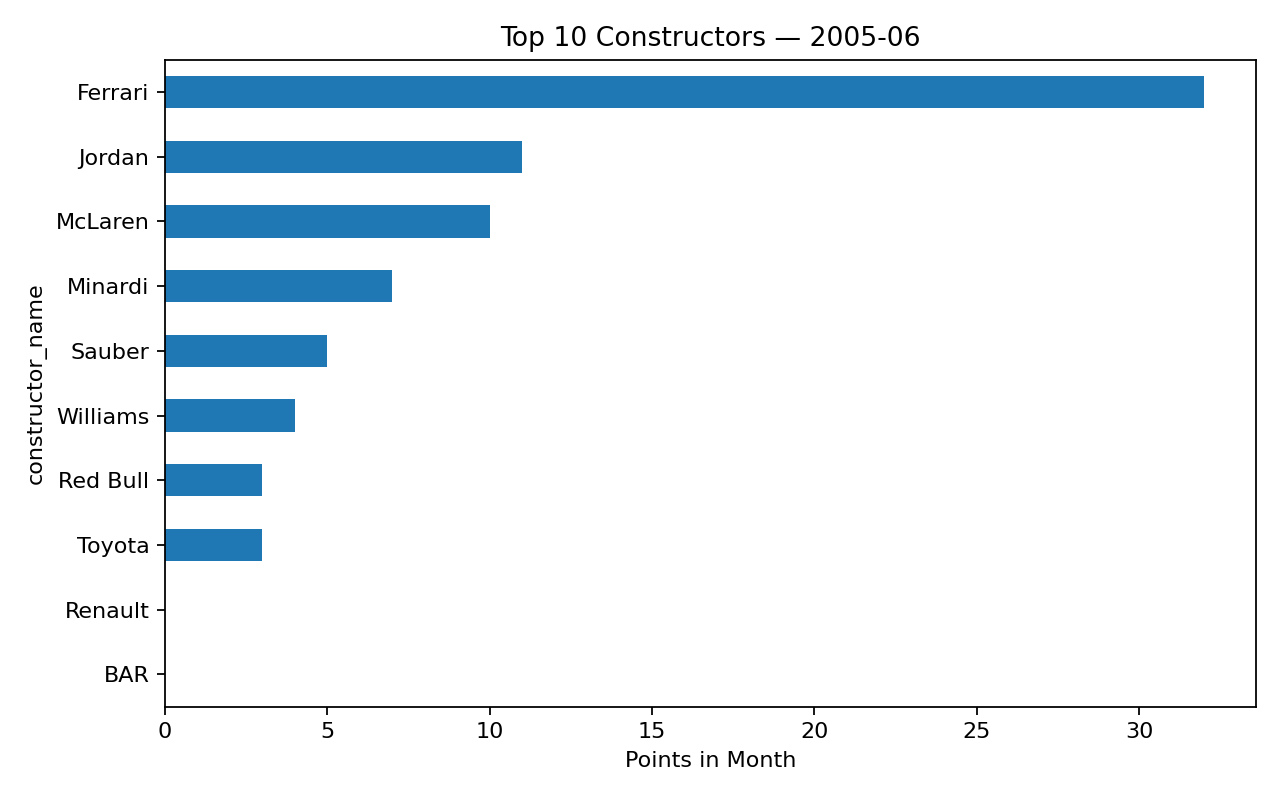 Top 10 Constructors — 2005-06
constructor_name
Ferrari
Jordan
McLaren
Minardi
Sauber
Williams
Red Bull
Toyota
Renault
BAR
0 5 10 15 20 25 30
Points in Month